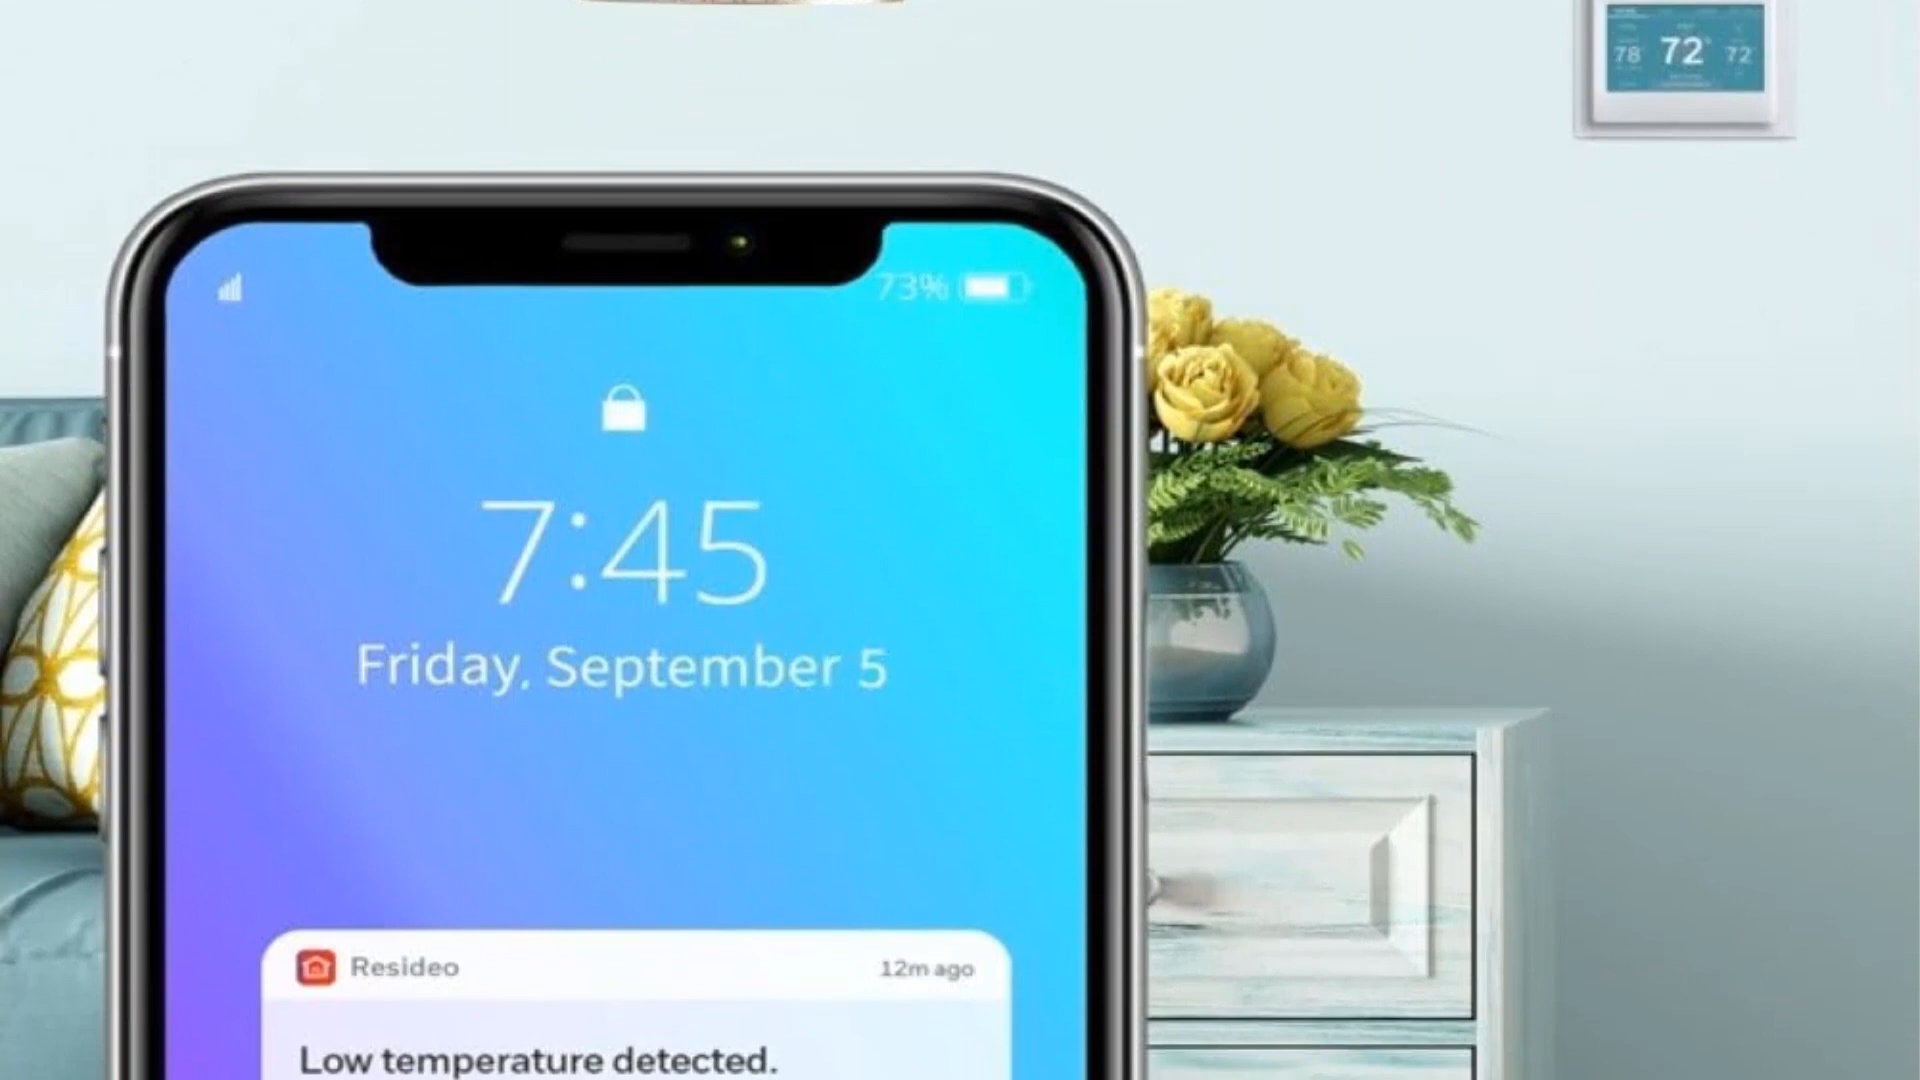 78 72 72
73%
7:45
Friday, September 5
Resideo 12m ago
Low temperature detected.